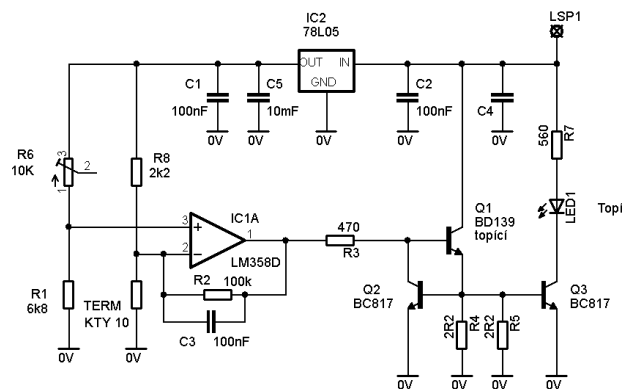 LSP1
IC2
78L05
OUT
IN
GND
C1
100nF
C5
10mF
C2
100nF
C4
0V
0V
0V
0V
0V
560
R7
R6
10K
3
2
1
R8
2k2
LED1
Topí
Q1
BD139
topící
IC1A
3
2
1
+
−
LM358D
470
R3
R2
100k
C3
100nF
R1
6k8
TERM
KTY 10
Q2
BC817
Q3
BC817
2R2
R4
2R2
R5
0V
0V
0V
0V
0V
0V